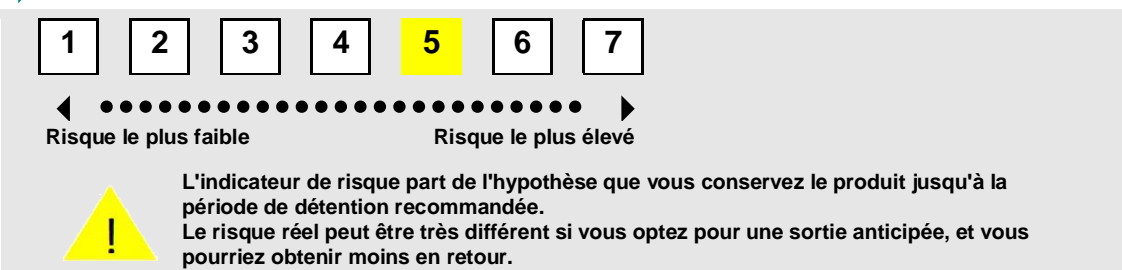 1 2 3 4 5 6 7
Risque le plus faible Risque le plus élevé
L'indicateur de risque part de l'hypothèse que vous conservez le produit jusqu'à la
période de détention recommandée.
Le risque réel peut être très différent si vous optez pour une sortie anticipée, et vous
pourriez obtenir moins en retour.
!